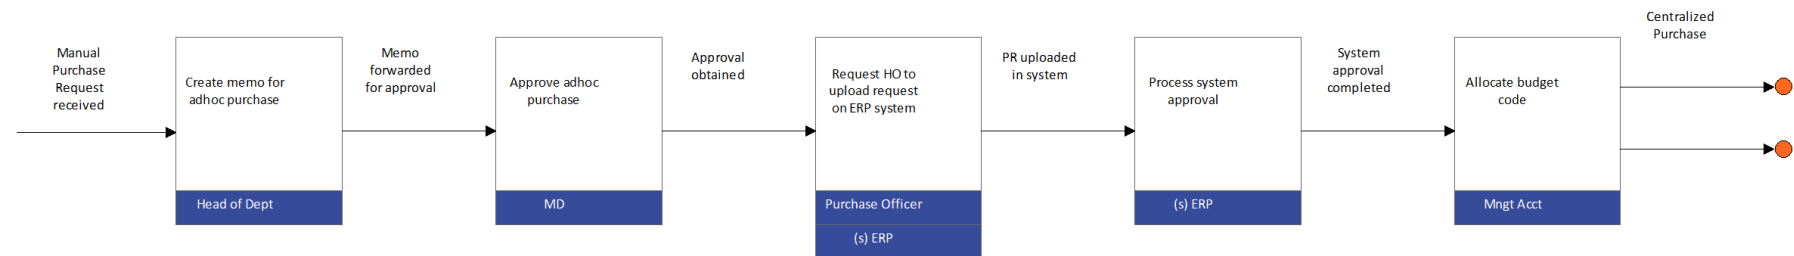 Manual
Purchase
Request
received
Create memo for
adhoc purchase
Head of Dept
Memo
forwarded
for approval
Approve adhoc
purchase
MD
Approval
obtained
Request HO to
upload request
on ERP system
Purchase Officer
(s) ERP
PR uploaded
in system
Process system
approval
(s) ERP
System
approval
completed
Allocate budget
code
Mngt Acct
Centralized
Purchase